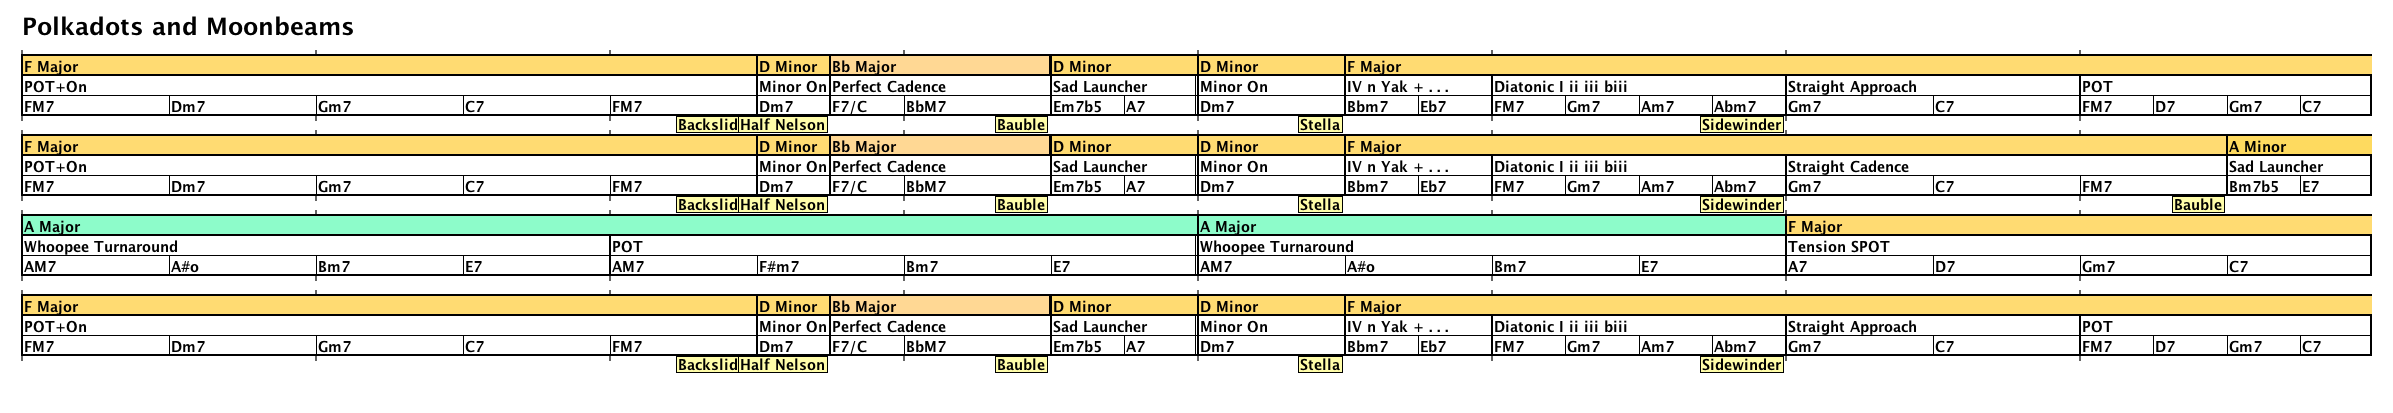 Polkadots and Moonbeams
F Major D Minor Bb Major D Minor D Minor F Major
POT+On Minor On Perfect Cadence Sad Launcher Minor On IV n Yak + . . . Diatonic I ii iii biii Straight Approach POT
FM7 Dm7 Gm7 C7 FM7 Dm7 F7/C BbM7 Em7b5 A7 Dm7 Bbm7 Eb7 FM7 Gm7 Am7 Abm7 Gm7 C7 FM7 D7 Gm7 C7
Backslid Half Nelson Bauble Stella Sidewinder
F Major D Minor Bb Major D Minor D Minor F Major A Minor
POT+On Minor On Perfect Cadence Sad Launcher Minor On IV n Yak + . . . Diatonic I ii iii biii Straight Cadence Sad Launcher
FM7 Dm7 Gm7 C7 FM7 Dm7 F7/C BbM7 Em7b5 A7 Dm7 Bbm7 Eb7 FM7 Gm7 Am7 Abm7 Gm7 C7 FM7 Bm7b5 E7
Backslid Half Nelson Bauble Stella Sidewinder Bauble
A Major A Major F Major
Whoopee Turnaround POT Whoopee Turnaround Tension SPOT
AM7 A#o Bm7 E7 AM7 F#m7 Bm7 E7 AM7 A#o Bm7 E7 A7 D7 Gm7 C7
F Major D Minor Bb Major D Minor D Minor F Major
POT+On Minor On Perfect Cadence Sad Launcher Minor On IV n Yak + . . . Diatonic I ii iii biii Straight Approach POT
FM7 Dm7 Gm7 C7 FM7 Dm7 F7/C BbM7 Em7b5 A7 Dm7 Bbm7 Eb7 FM7 Gm7 Am7 Abm7 Gm7 C7 FM7 D7 Gm7 C7
Backslid Half Nelson Bauble Stella Sidewinder